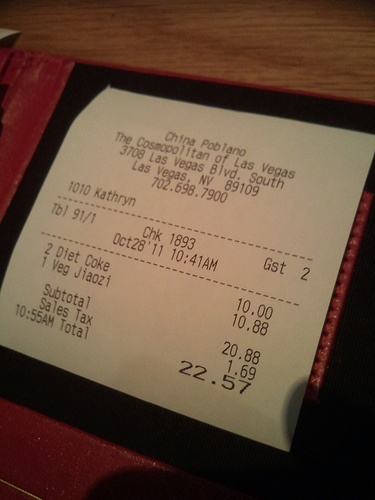 China Poblano
The Cosmopolitan of Las Vegas
3708 Las Vegas Blvd. South
Las Vegas, NV 89109
702.698.7900
1010 Kathryn
Tbl 91/1 Chk 1893 Gst 2
Oct28'11 10:41AM
2 Diet Coke 10.00
1 Veg Jiaozi 10.88
Subtotal 20.88
Sales Tax 1.69
10:55AM Total 22.57